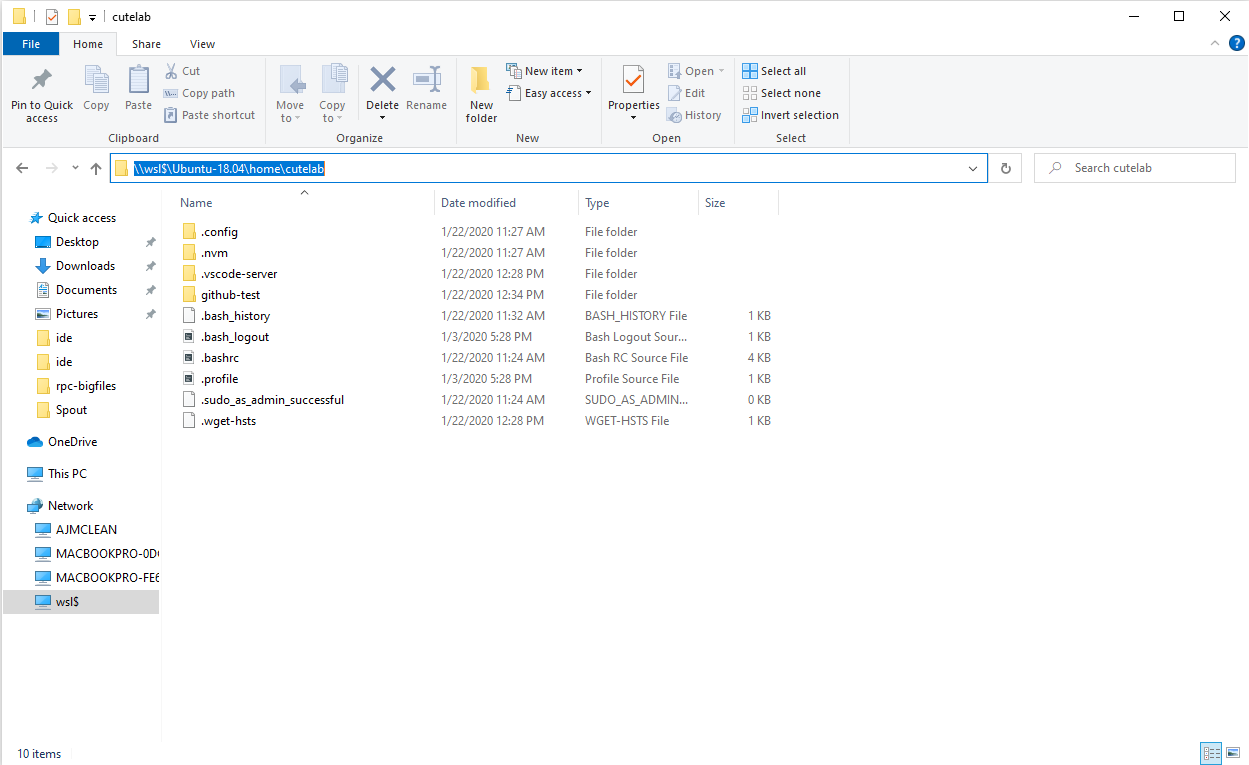 cutelab
File Home Share View
Pin to Quick access
Copy
Paste
Cut
Copy path
Paste shortcut
Clipboard
Move to
Copy to
Delete
Rename
Organize
New folder
New item
Easy access
New
Properties
Open
Edit
History
Open
Select all
Select none
Invert selection
Select
\\wsl$\Ubuntu-18.04\home\cutelab
Search cutelab
Quick access
Desktop
Downloads
Documents
Pictures
ide
ide
rpc-bigfiles
Spout
OneDrive
This PC
Network
AJMCLEAN
MACBOOKPRO-0D
MACBOOKPRO-FE6
wsl$
Name Date modified Type Size
.config 1/22/2020 11:27 AM File folder
.nvm 1/22/2020 11:27 AM File folder
.vscode-server 1/22/2020 12:28 PM File folder
github-test 1/22/2020 12:34 PM File folder
.bash_history 1/22/2020 11:32 AM BASH_HISTORY File 1 KB
.bash_logout 1/3/2020 5:28 PM Bash Logout Sour... 1 KB
.bashrc 1/22/2020 11:24 AM Bash RC Source File 4 KB
.profile 1/3/2020 5:28 PM Profile Source File 1 KB
.sudo_as_admin_successful 1/22/2020 11:24 AM SUDO_AS_ADMIN... 0 KB
.wget-hsts 1/22/2020 12:28 PM WGET-HSTS File 1 KB
10 items